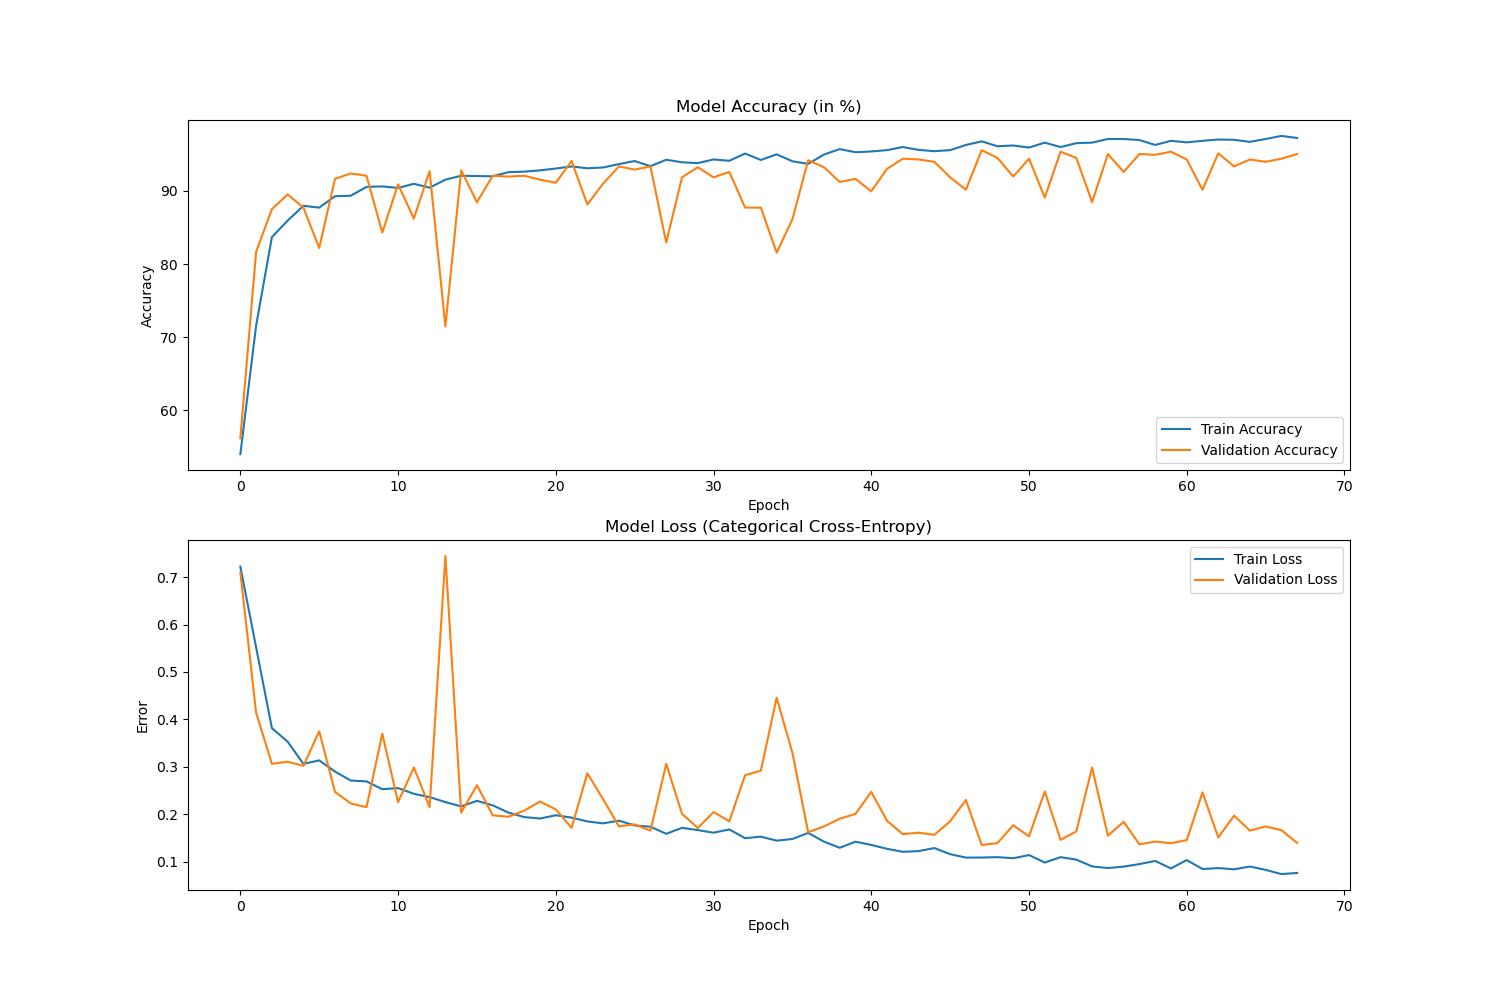 Model Accuracy (in %)
Accuracy
90
80
70
60
Train Accuracy
Validation Accuracy
0 10 20 30 40 50 60 70
Epoch
Model Loss (Categorical Cross-Entropy)
Error
0.7
0.6
0.5
0.4
0.3
0.2
0.1
Train Loss
Validation Loss
0 10 20 30 40 50 60 70
Epoch